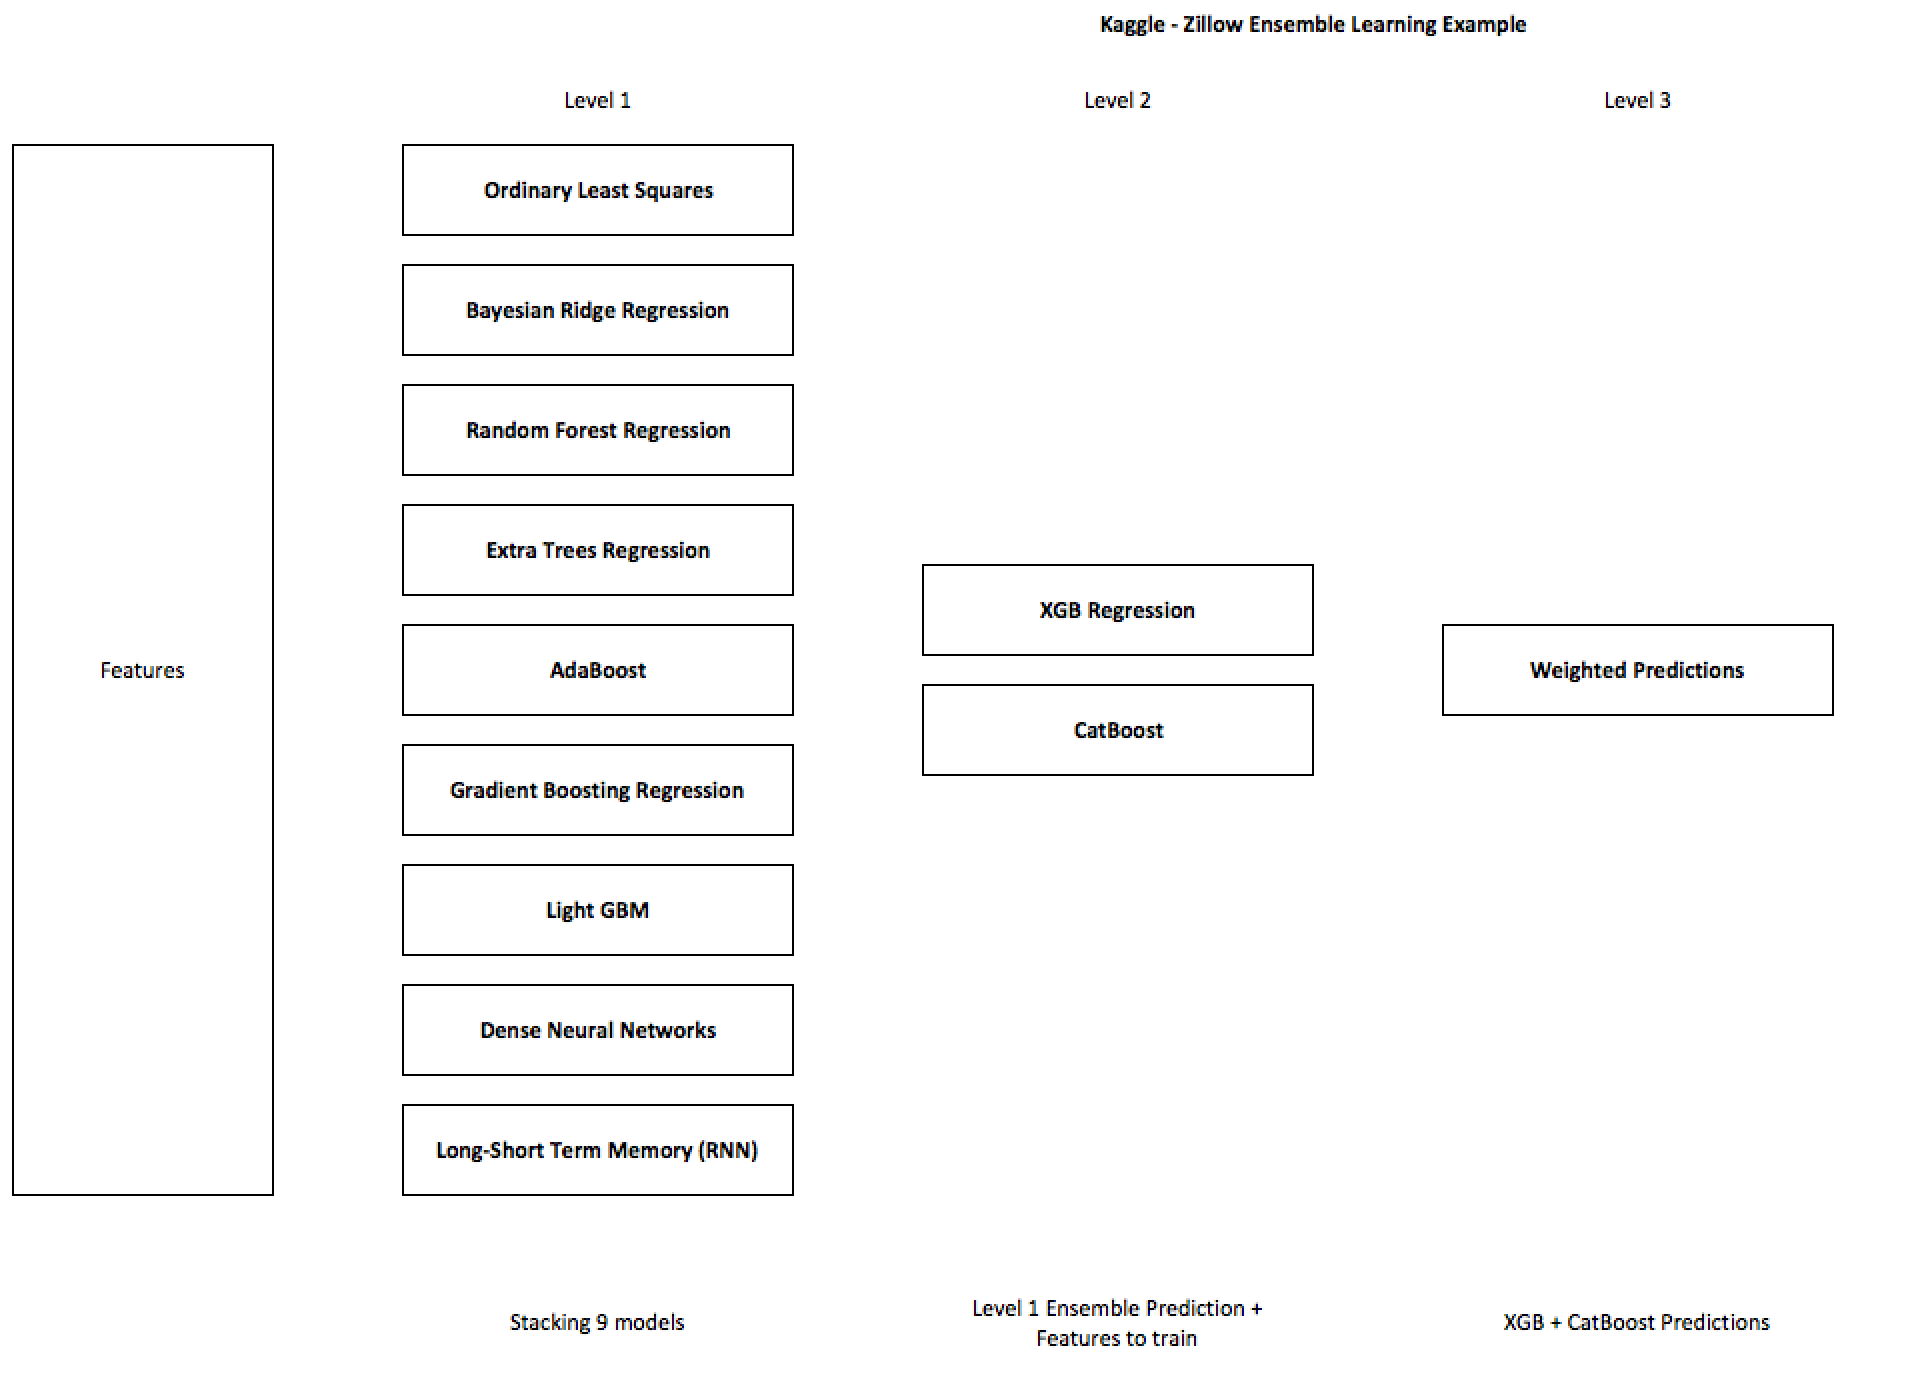 Kaggle - Zillow Ensemble Learning Example
Level 1
Level 2
Level 3
Features
Ordinary Least Squares
Bayesian Ridge Regression
Random Forest Regression
Extra Trees Regression
AdaBoost
Gradient Boosting Regression
Light GBM
Dense Neural Networks
Long-Short Term Memory (RNN)
XGB Regression
CatBoost
Weighted Predictions
Stacking 9 models
Level 1 Ensemble Prediction +
Features to train
XGB + CatBoost Predictions